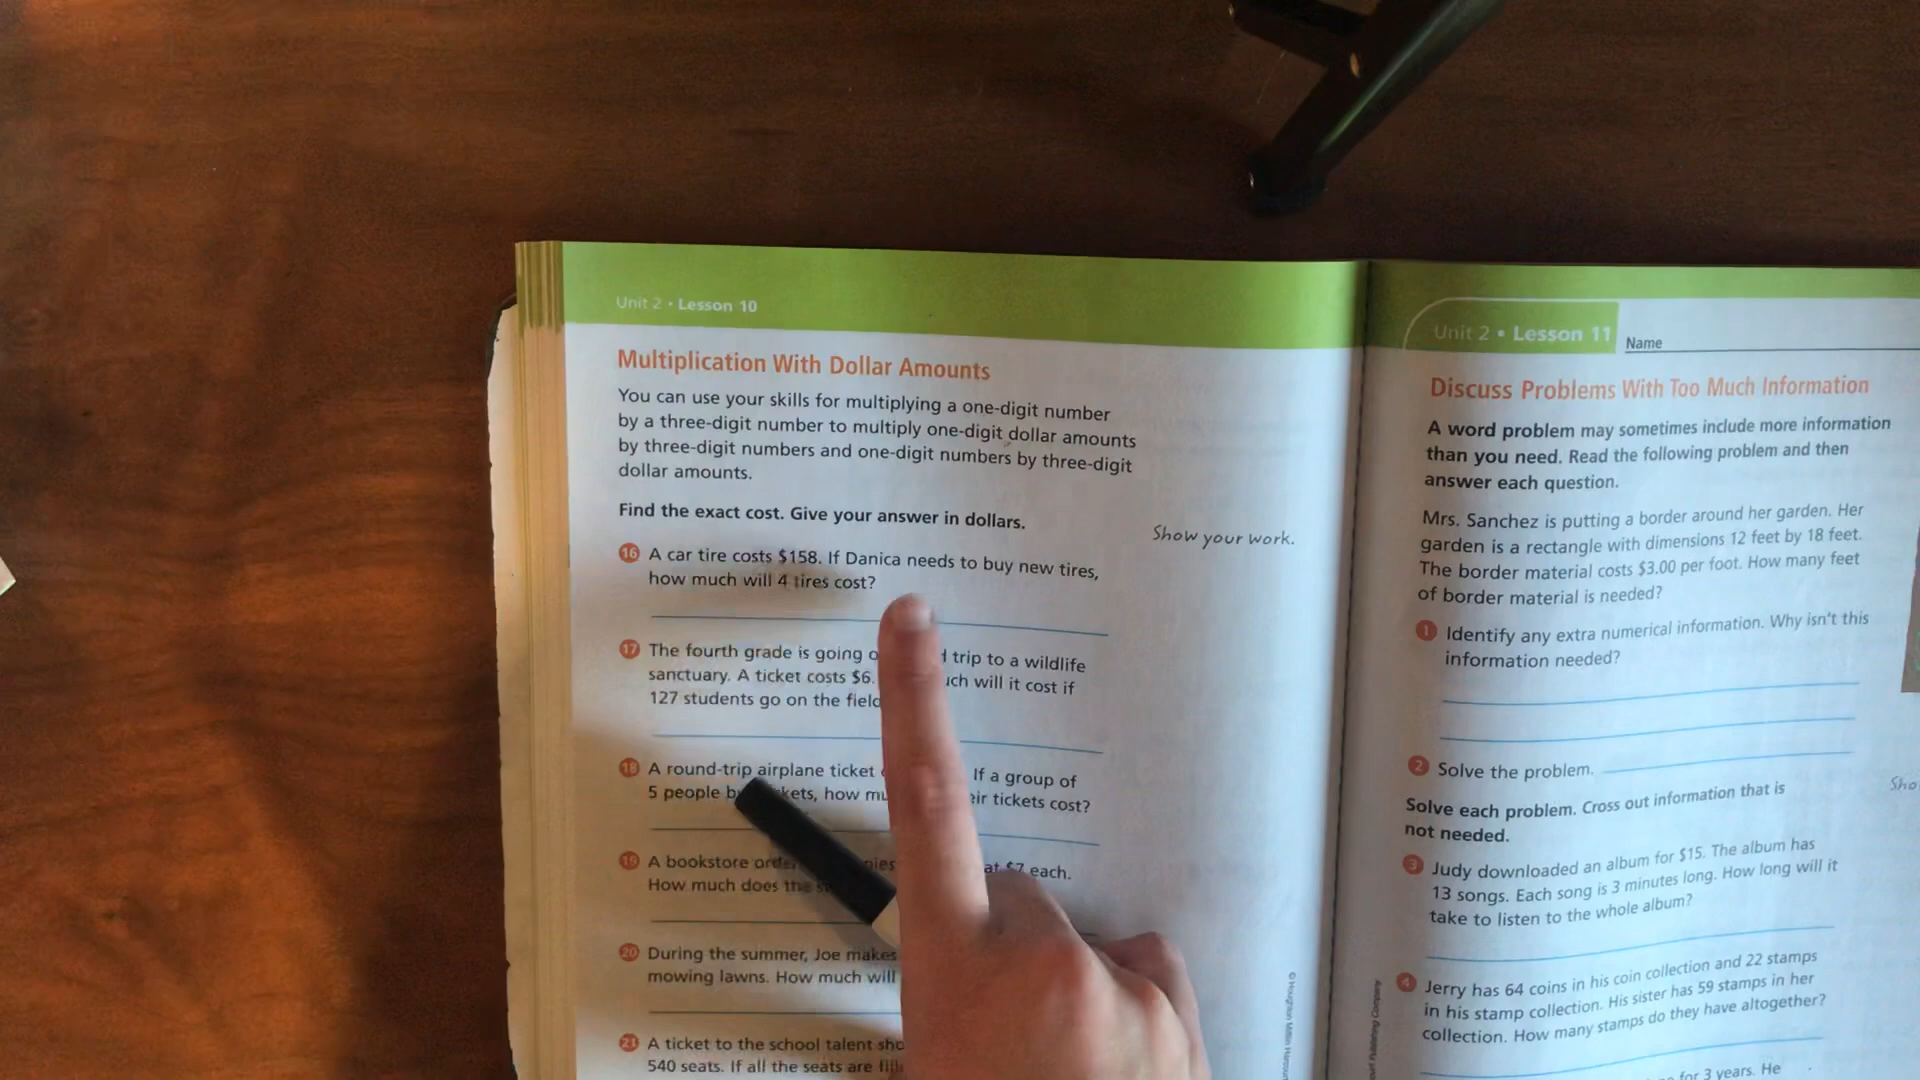 Unit 2 • Lesson 10
Multiplication With Dollar Amounts
You can use your skills for multiplying a one-digit number
by a three-digit number to multiply one-digit dollar amounts
by three-digit numbers and one-digit numbers by three-digit
dollar amounts.
Find the exact cost. Give your answer in dollars.
Show your work.
16 A car tire costs $158. If Danica needs to buy new tires,
how much will 4 tires cost?
17 The fourth grade is going trip to a wildlife
sanctuary. A ticket costs $6. will it cost if
127 students go on the
18 A round-trip airplane ticket If a group of
5 people how tickets cost?
19 A bookstore at $7 each.
How much does the
20 During the summer, Joe makes
mowing lawns. How much will
21 A ticket to the school talent
540 seats. If all the seats are
Unit 2 • Lesson 11
Name
Discuss Problems With Too Much Information
A word problem may sometimes include more information
than you need. Read the following problem and then
answer each question.
Mrs. Sanchez is putting a border around her garden. Her
garden is a rectangle with dimensions 12 feet by 18 feet.
The border material costs $3.00 per foot. How many feet
of border material is needed?
1 Identify any extra numerical information. Why isn't this
information needed?
2 Solve the problem.
Solve each problem. Cross out information that is
not needed.
3 Judy downloaded an album for $15. The album has
13 songs. Each song is 3 minutes long. How long will it
take to listen to the whole album?
4 Jerry has 64 coins in his coin collection and 22 stamps
in his stamp collection. His sister has 59 stamps in her
collection. How many stamps do they have altogether?
for 3 years. He
© Houghton Mifflin
Publishing Company